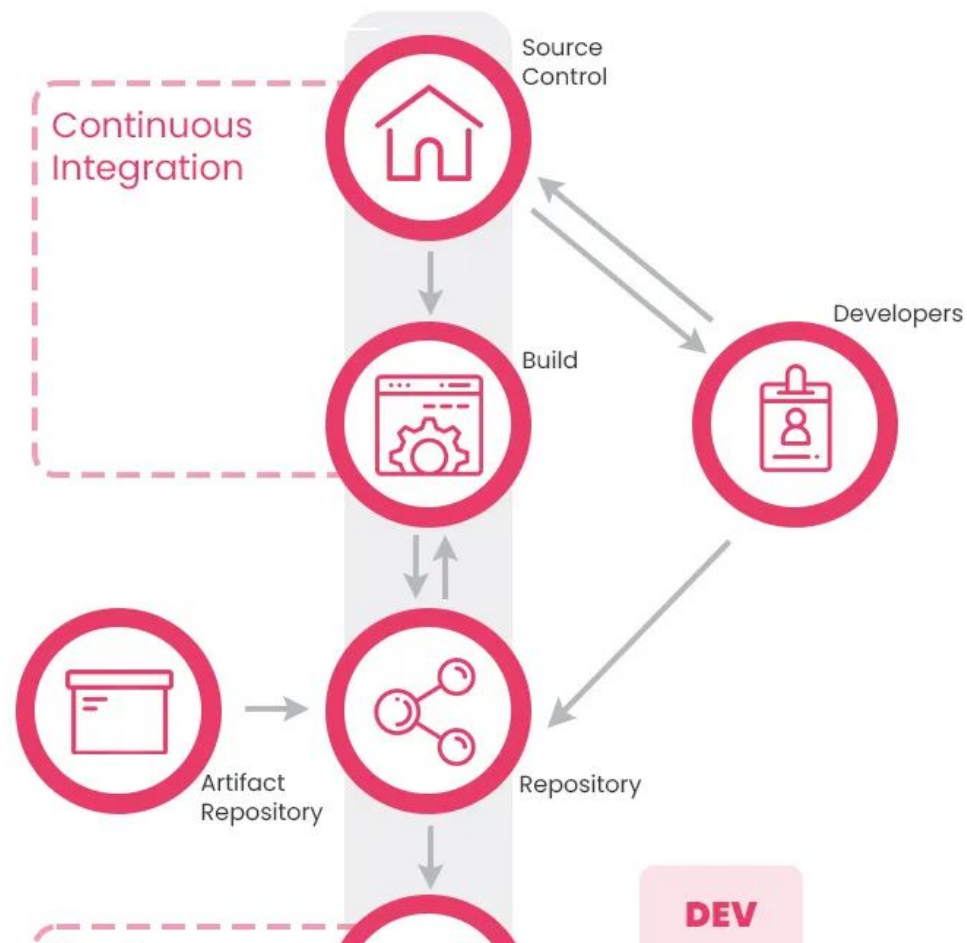 Source
Control
Continuous
Integration
Developers
Build
Artifact
Repository
Repository
DEV